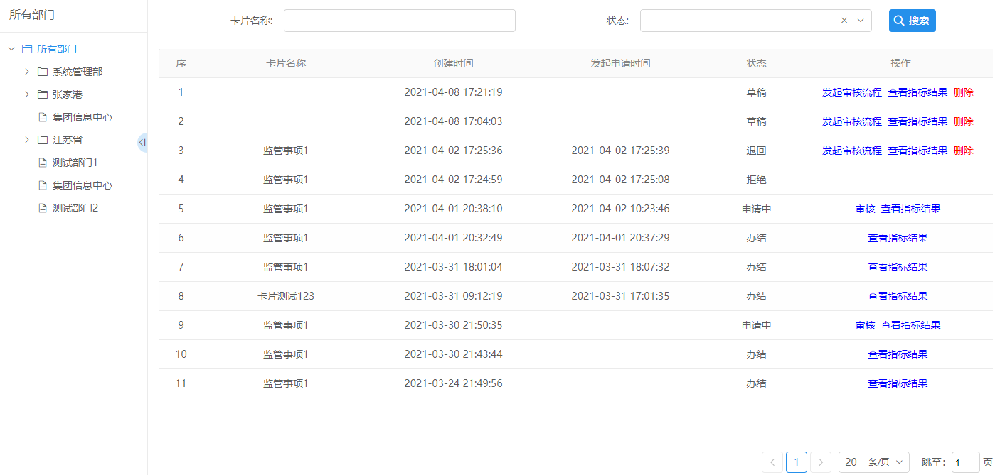 所有部门
所有部门
系统管理部
张家港
集团信息中心
江苏省
测试部门1
集团信息中心
测试部门2
卡片名称: 状态: 搜索
序 卡片名称 创建时间 发起申请时间 状态 操作
1 2021-04-08 17:21:19 草稿 发起审核流程 查看指标结果 删除
2 2021-04-08 17:04:03 草稿 发起审核流程 查看指标结果 删除
3 监管事项1 2021-04-02 17:25:36 2021-04-02 17:25:39 退回 发起审核流程 查看指标结果 删除
4 监管事项1 2021-04-02 17:24:59 2021-04-02 17:25:08 拒绝
5 监管事项1 2021-04-01 20:38:10 2021-04-02 10:23:46 申请中 审核 查看指标结果
6 监管事项1 2021-04-01 20:32:49 2021-04-01 20:37:29 办结 查看指标结果
7 监管事项1 2021-03-31 18:01:04 2021-03-31 18:07:32 办结 查看指标结果
8 卡片测试123 2021-03-31 09:12:19 2021-03-31 17:01:35 办结 查看指标结果
9 监管事项1 2021-03-30 21:50:35 申请中 审核 查看指标结果
10 监管事项1 2021-03-30 21:43:44 办结 查看指标结果
11 监管事项1 2021-03-24 21:49:56 办结 查看指标结果
1 20 条/页 跳至: 1 页